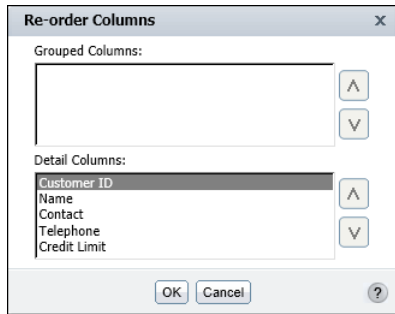 Re-order Columns x
Grouped Columns:
Detail Columns:
Customer ID
Name
Contact
Telephone
Credit Limit
OK Cancel ?